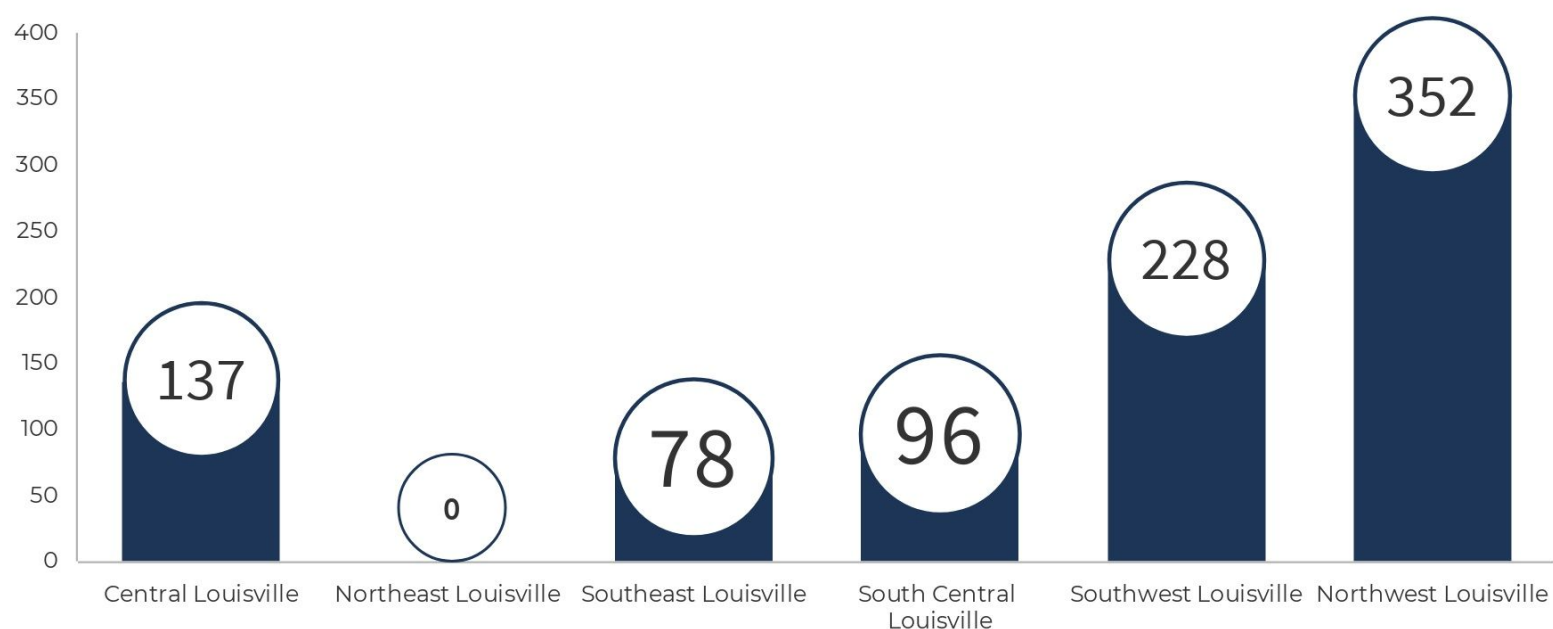 400
350
300
250
200
150
100
50
0
137
0
78
96
228
352
Central Louisville
Northeast Louisville
Southeast Louisville
South Central
Louisville
Southwest Louisville
Northwest Louisville